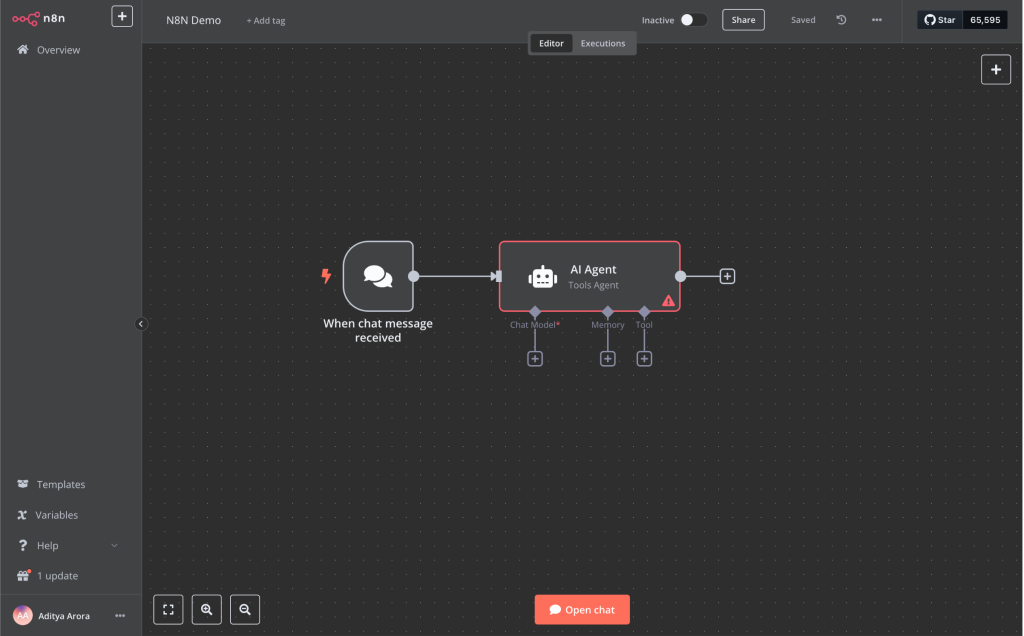 n8n
+
N8N Demo
+ Add tag
Inactive
Share
Saved
Star
65,595
Overview
Editor
Executions
+
AI Agent
Tools Agent
When chat message
received
Chat Model*
Memory
Tool
Templates
Variables
? Help
1 update
AA
Aditya Arora
Open chat